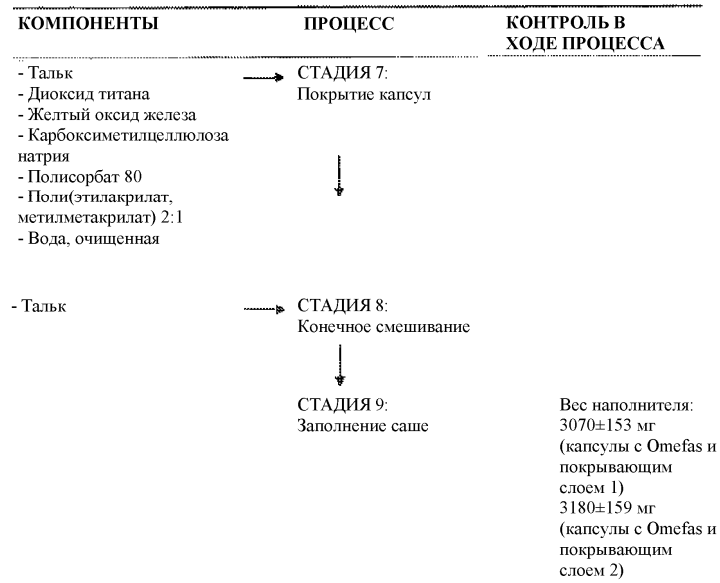 КОМПОНЕНТЫ ПРОЦЕСС КОНТРОЛЬ В
ХОДЕ ПРОЦЕССА
- Тальк
- Диоксид титана
- Желтый оксид железа
- Карбоксиметилцеллюлоза
натрия
- Полисорбат 80
- Поли(этилакрилат,
метилметакрилат) 2:1
- Вода, очищенная
СТАДИЯ 7:
Покрытие капсул
- Тальк
СТАДИЯ 8:
Конечное смешивание
СТАДИЯ 9:
Заполнение саше
Вес наполнителя:
3070±153 мг
(капсулы с Omefas и
покрывающим
слоем 1)
3180±159 мг
(капсулы с Omefas и
покрывающим
слоем 2)